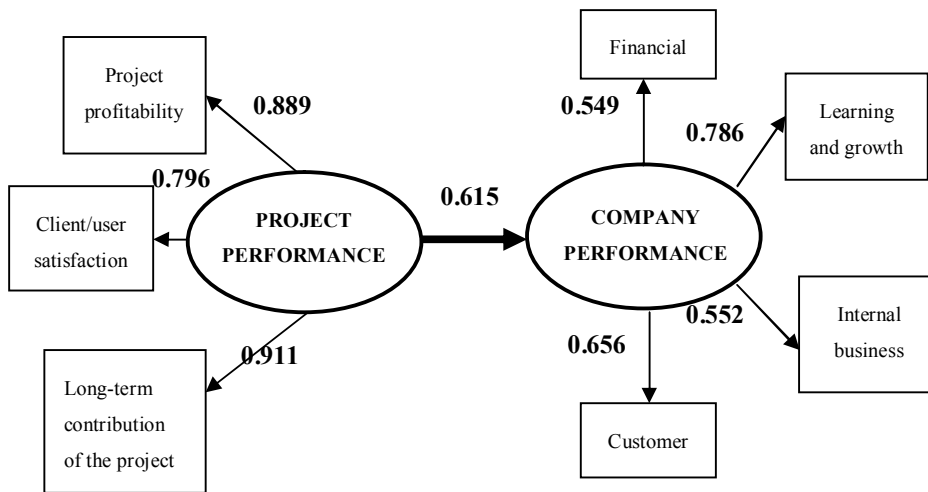 Project
profitability
0.889
0.796
Client/user
satisfaction
PROJECT
PERFORMANCE
0.911
Long-term
contribution
of the project
0.615
Financial
0.549
0.786
Learning
and growth
COMPANY
PERFORMANCE
0.552
Internal
business
0.656
Customer